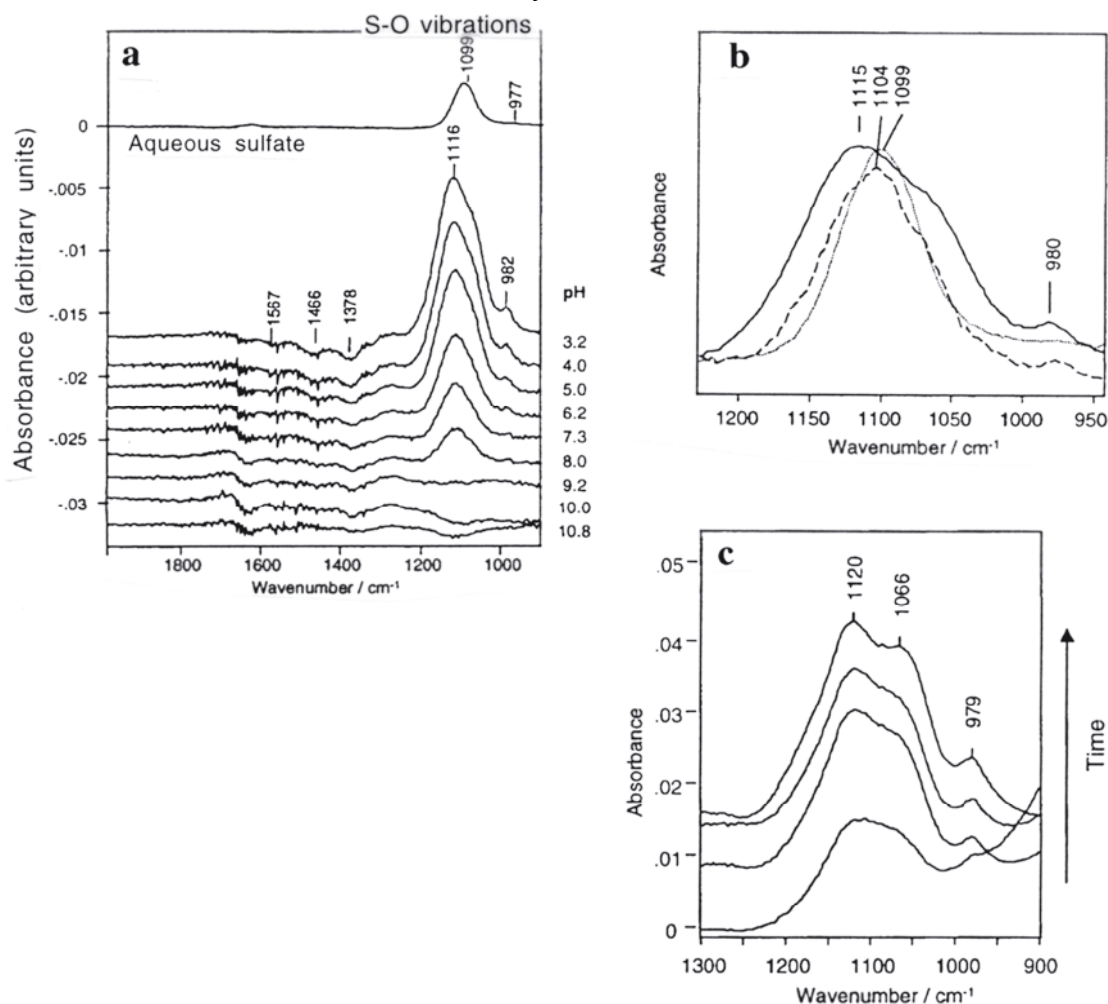 S-O vibrations
a
1099
977
0
Aqueous sulfate
1116
-.005
-.01
982
-.015
1567
1466
1378
pH
3.2
4.0
-.02
5.0
6.2
7.3
-.025
8.0
9.2
-.03
10.0
10.8
1800 1600 1400 1200 1000
Wavenumber / cm-1
Absorbance (arbitrary units)
b
1115
1104
1099
980
Absorbance
1200 1150 1100 1050 1000 950
Wavenumber / cm-1
c
.05
1120
1066
.04
979
.03
.02
.01
0
Absorbance
Time
1300 1200 1100 1000 900
Wavenumber / cm-1